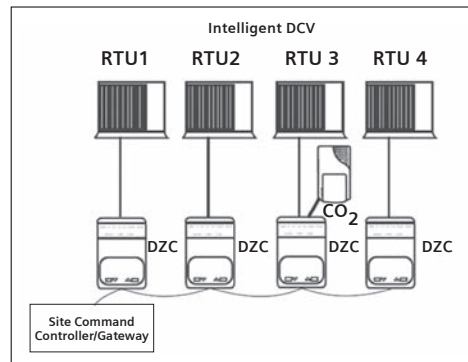 Intelligent DCV
RTU1 RTU2 RTU 3 RTU 4
CO2
DZC DZC DZC DZC
Site Command
Controller/Gateway